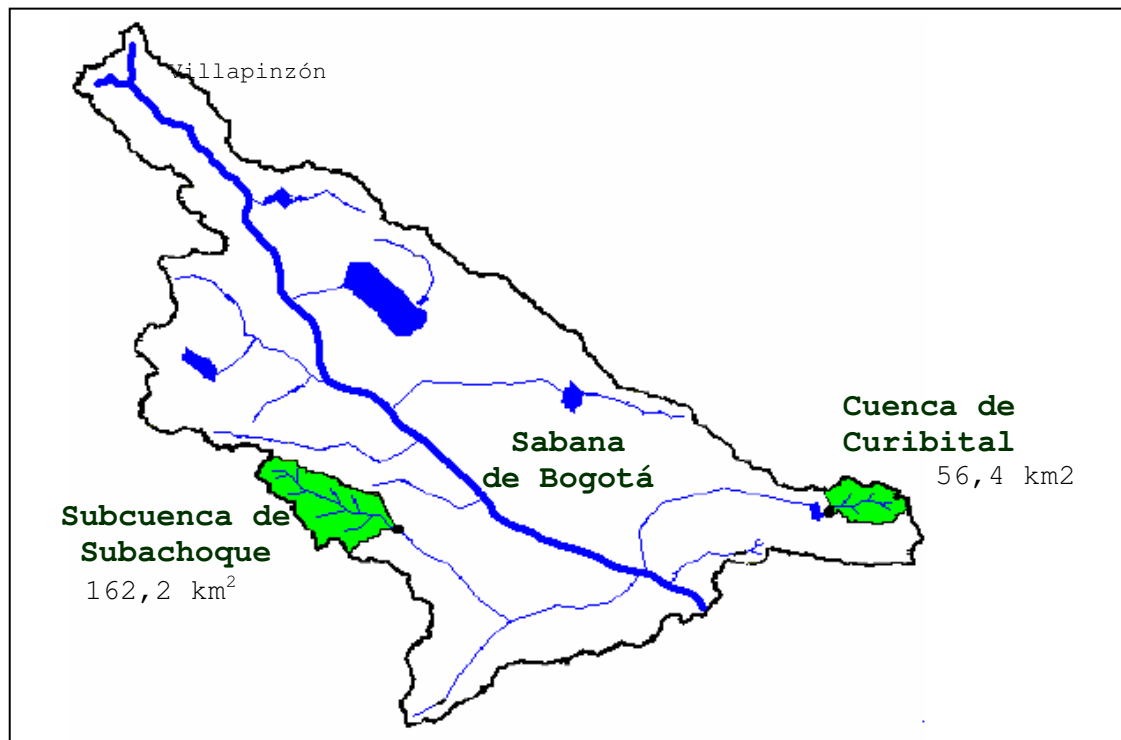 Villapinzón
Cuenca de
Curibital
56,4 km2
Sabana
de Bogotá
Subcuenca de
Subachoque
162,2 km²